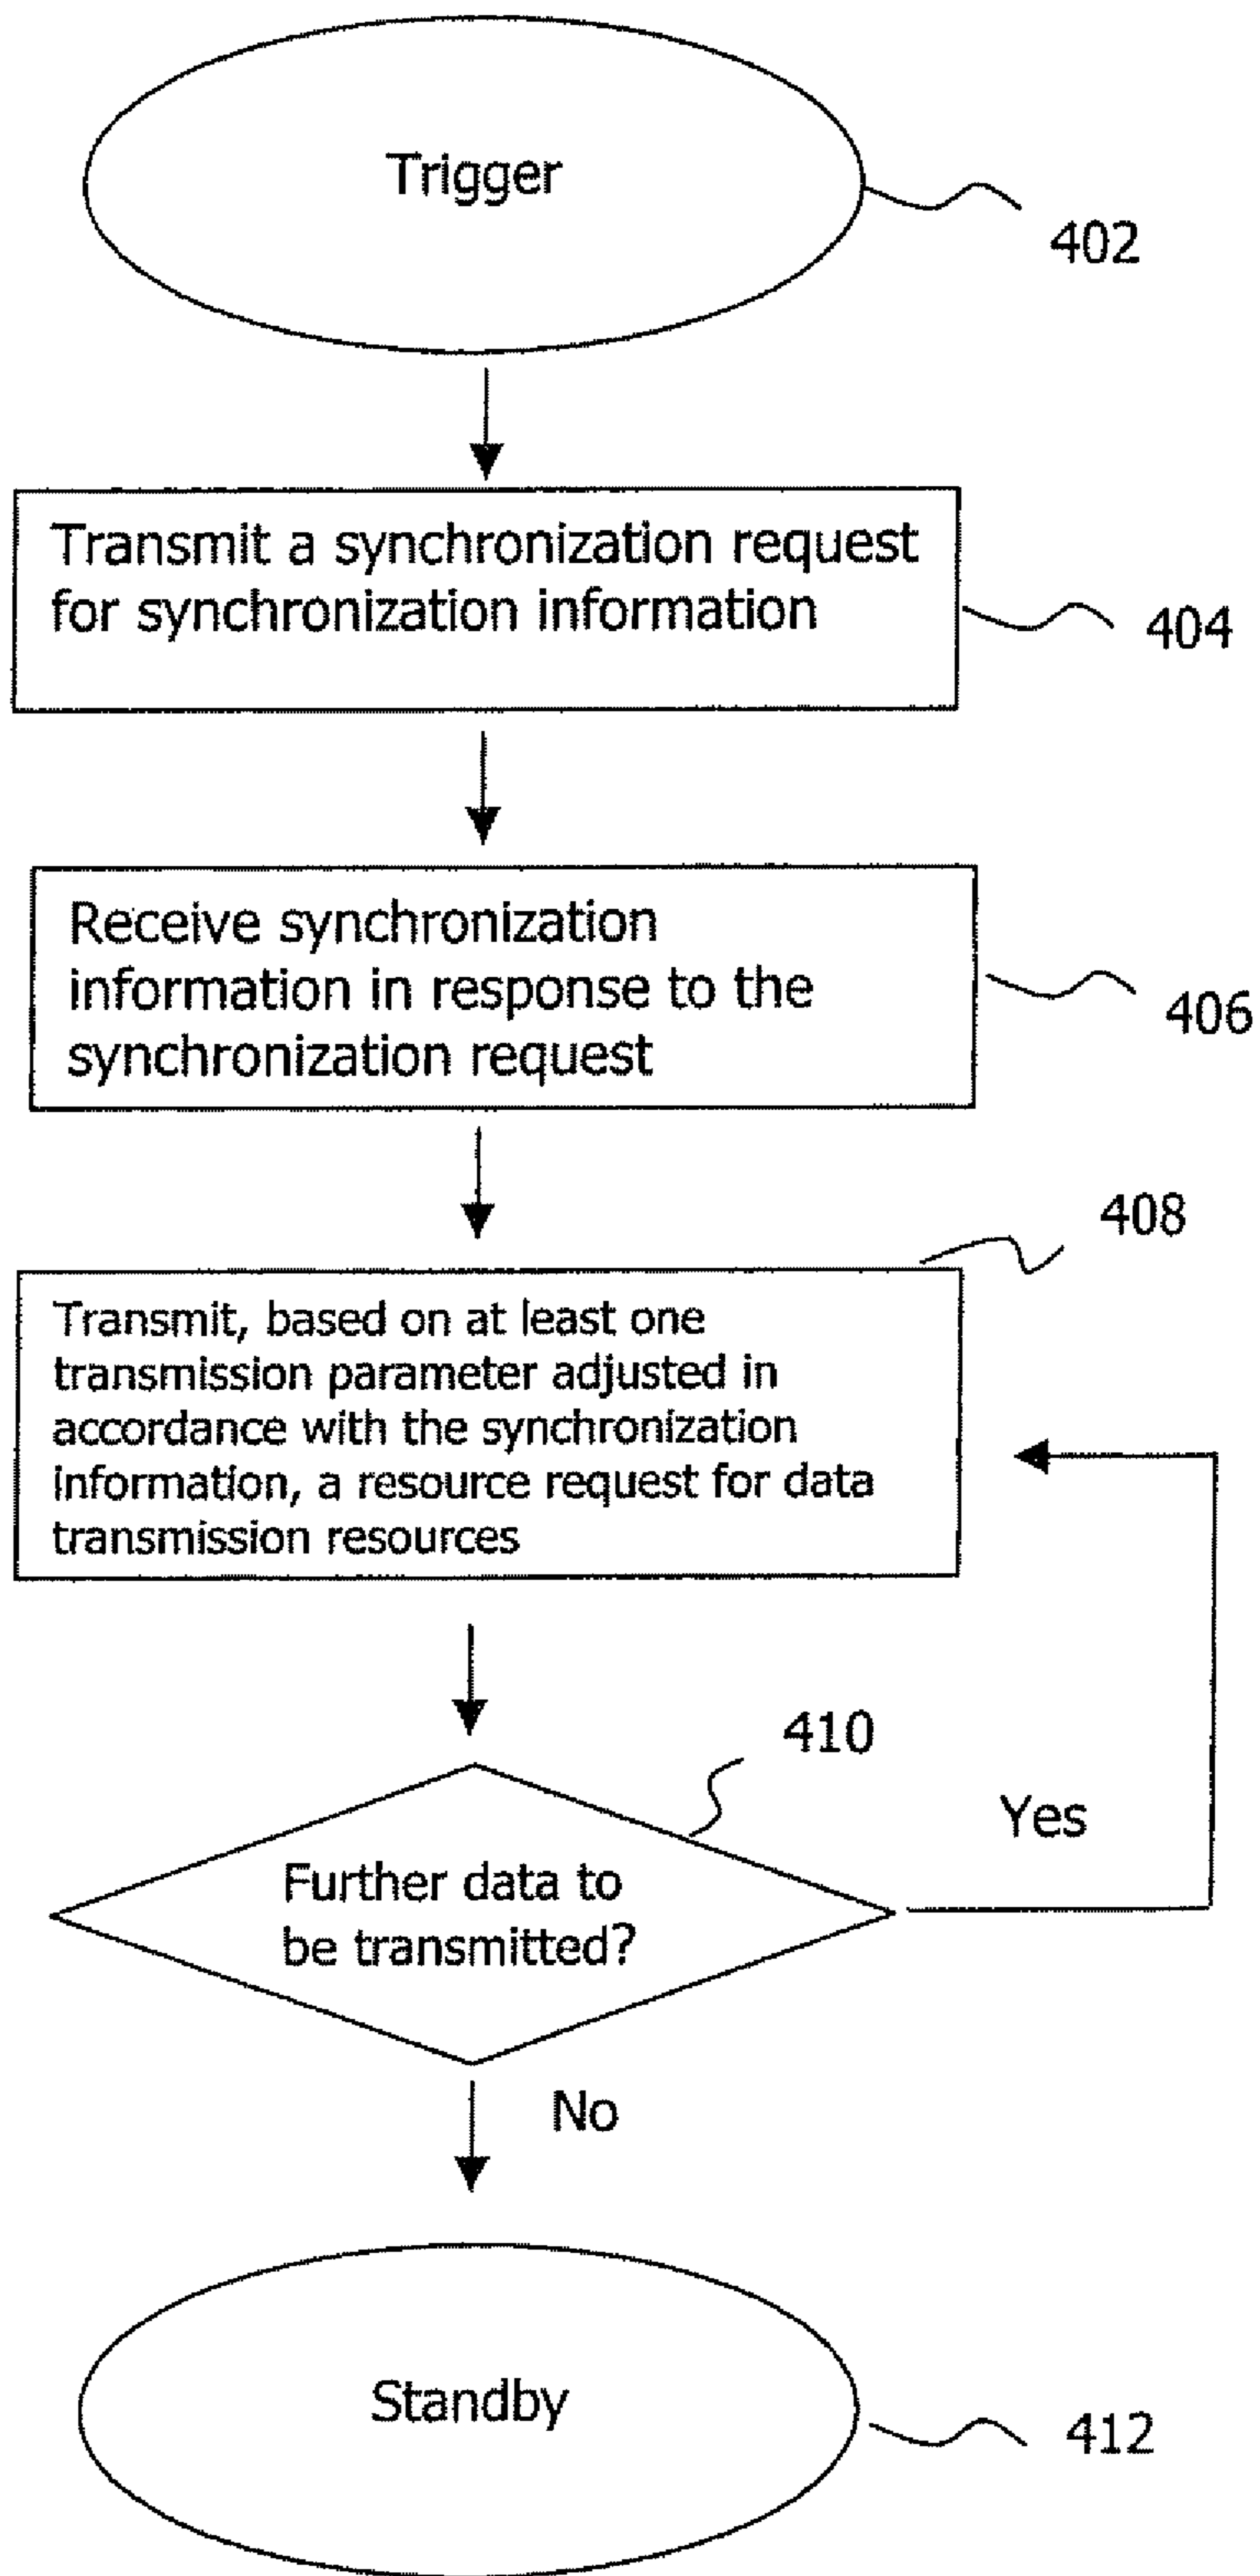 Trigger
402
Transmit a synchronization request
for synchronization information
404
Receive synchronization
information in response to the
synchronization request
406
408
Transmit, based on at least one
transmission parameter adjusted in
accordance with the synchronization
information, a resource request for data
transmission resources
410
Yes
Further data to
be transmitted?
No
Standby
412